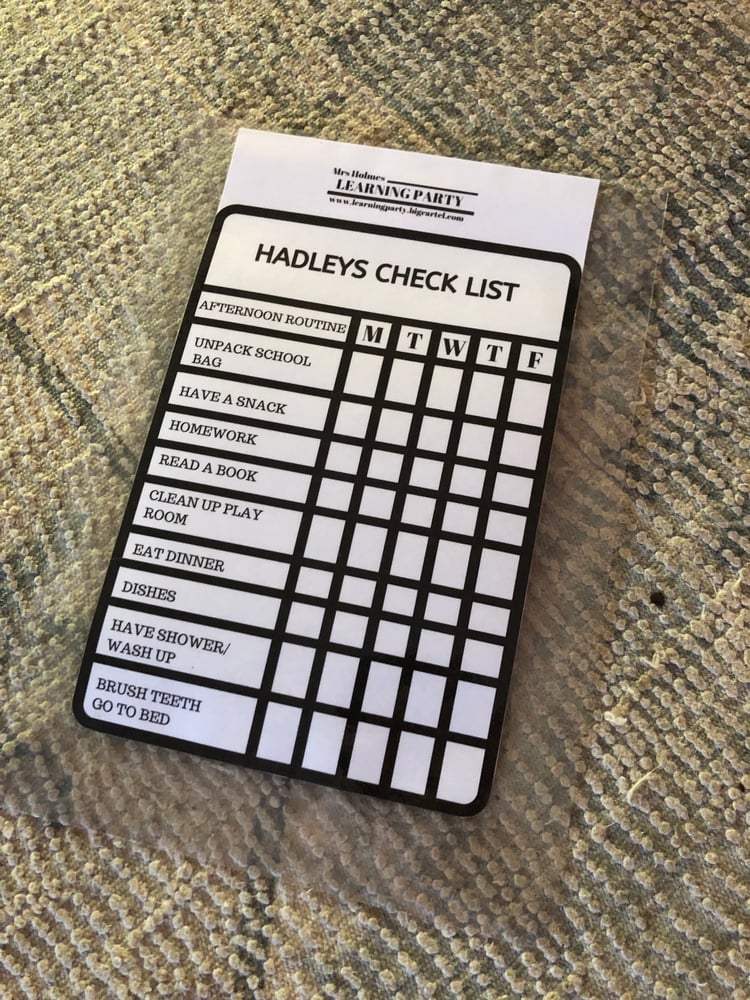 Mrs Holmes
LEARNING PARTY
www.learningparty.bigcartel.com
HADLEYS CHECK LIST
AFTERNOON ROUTINE M T W T F
UNPACK SCHOOL
BAG
HAVE A SNACK
HOMEWORK
READ A BOOK
CLEAN UP PLAY
ROOM
EAT DINNER
DISHES
HAVE SHOWER/
WASH UP
BRUSH TEETH
GO TO BED